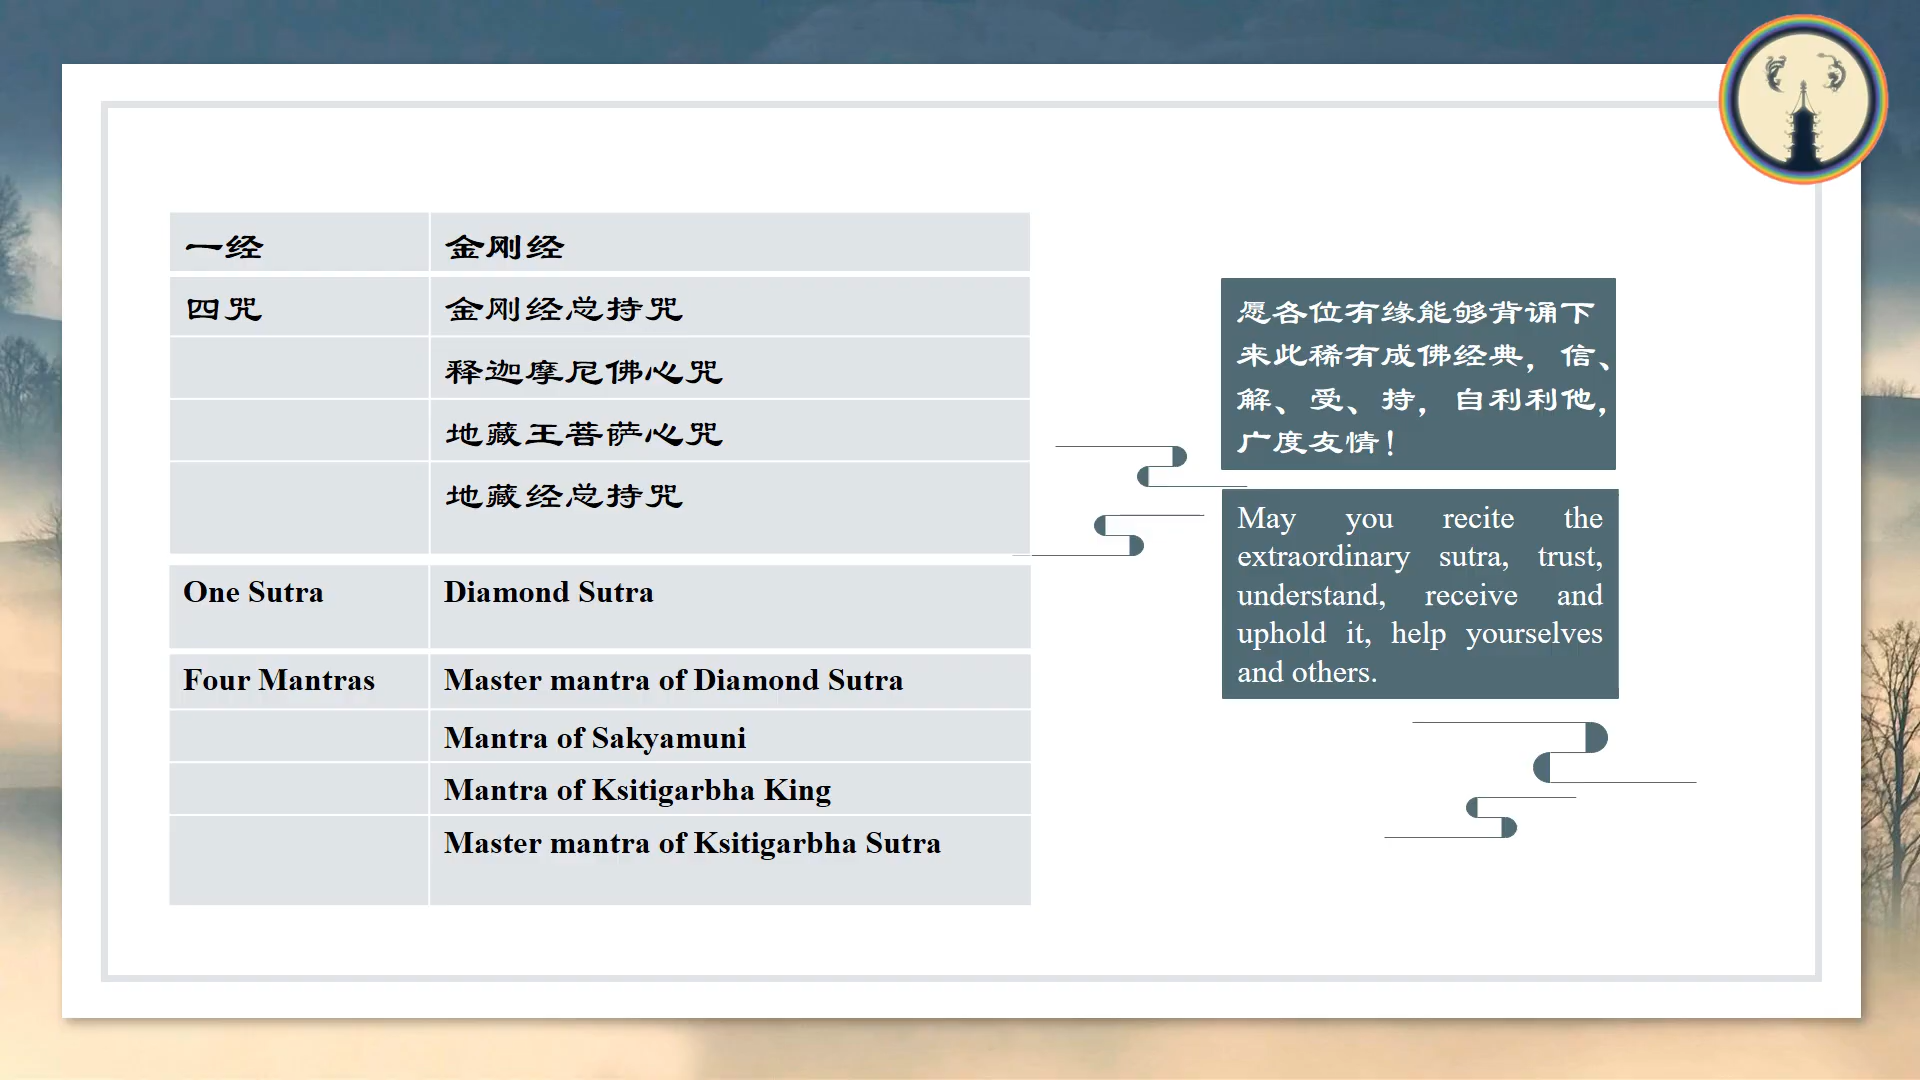 一经 金刚经
四咒 金刚经总持咒
释迦摩尼佛心咒
地藏王菩萨心咒
地藏经总持咒
One Sutra Diamond Sutra
Four Mantras Master mantra of Diamond Sutra
Mantra of Sakyamuni
Mantra of Ksitigarbha King
Master mantra of Ksitigarbha Sutra
愿各位有缘能够背诵下
来此稀有成佛经典，信、
解、受、持，自利利他，
广度友情！
May you recite the
extraordinary sutra, trust,
understand, receive and
uphold it, help yourselves
and others.